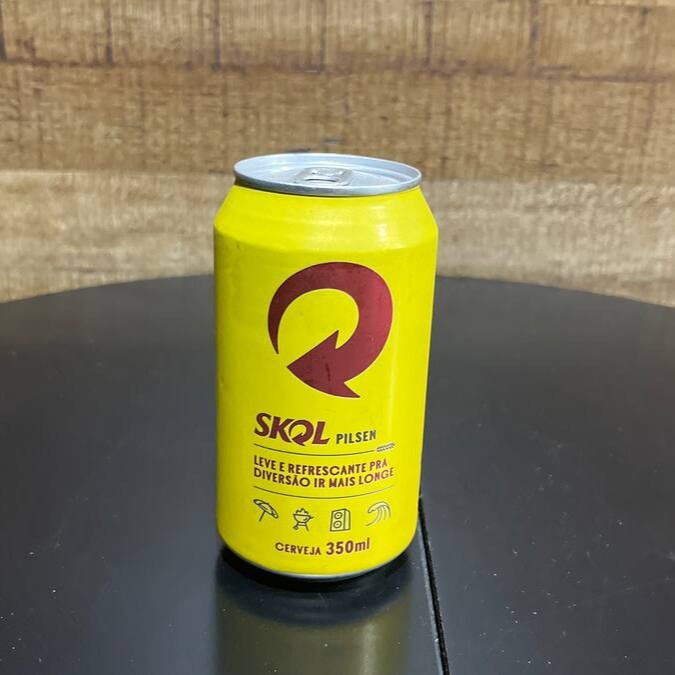 SKOL PILSEN
LEVE E REFRESCANTE PRA
DIVERSÃO IR MAIS LONGE
CERVEJA 350ml